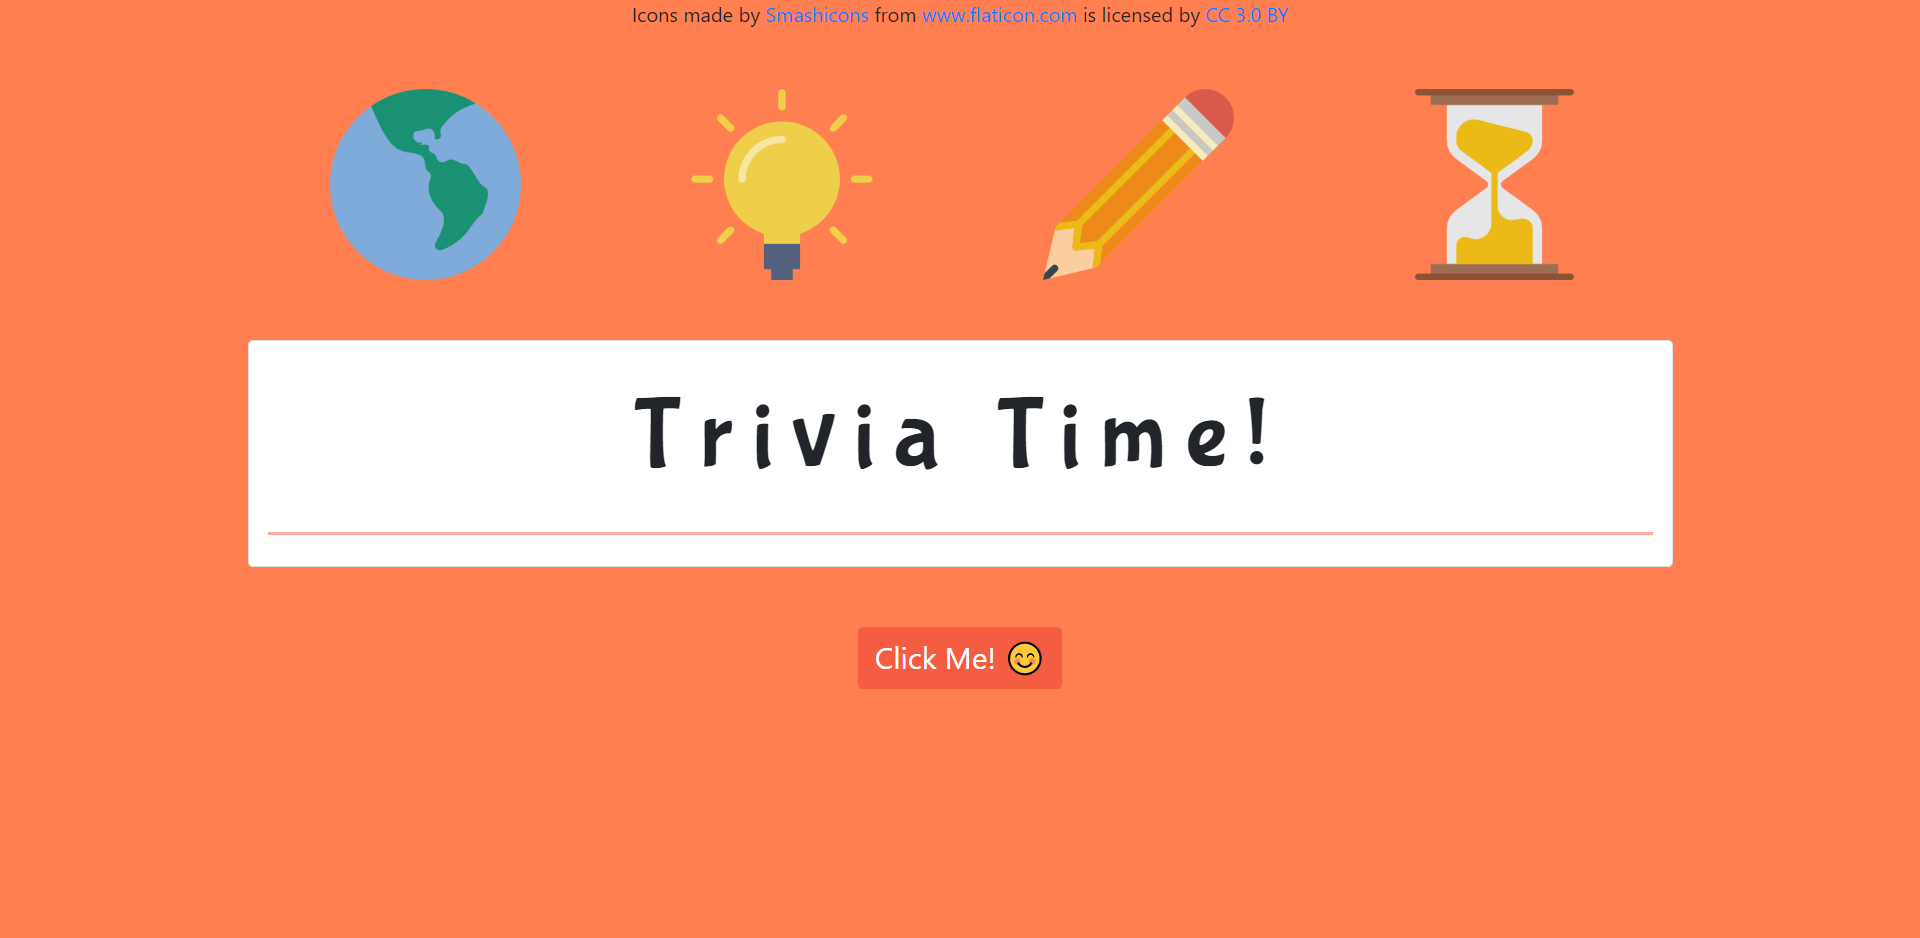 Icons made by Smashicons from www.flaticon.com is licensed by CC 3.0 BY
Trivia Time!
Click Me! 😊